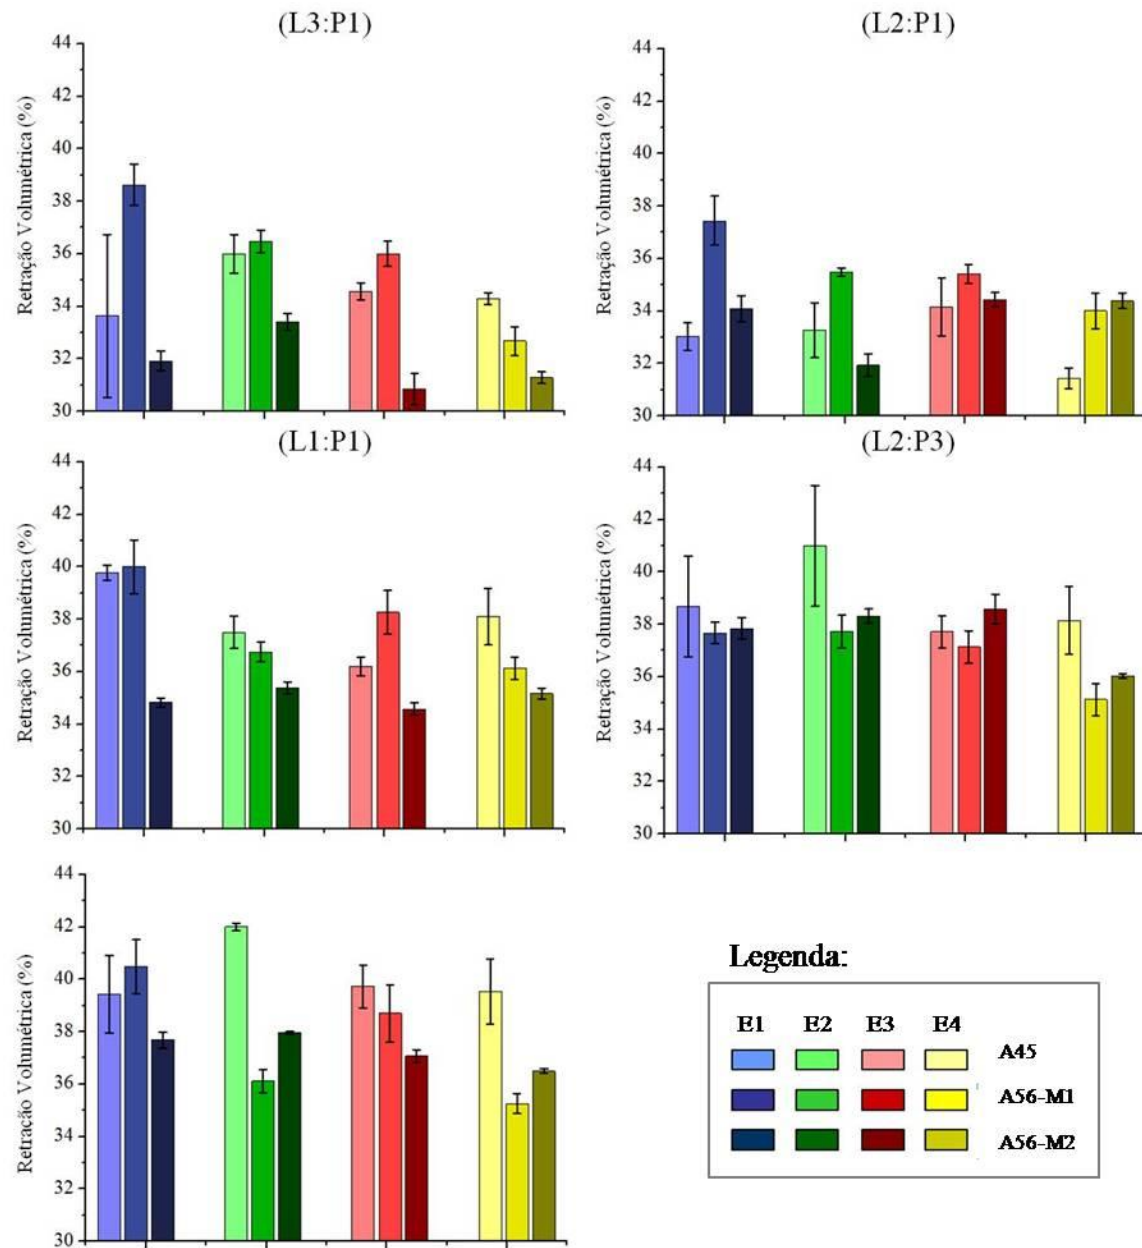 (L3:P1)
Retração Volumétrica (%)
44
42
40
38
36
34
32
30
(L2:P1)
Retração Volumétrica (%)
44
42
40
38
36
34
32
30
(L1:P1)
Retração Volumétrica (%)
44
42
40
38
36
34
32
30
(L2:P3)
Retração Volumétrica (%)
44
42
40
38
36
34
32
30
Retração Volumétrica (%)
44
42
40
38
36
34
32
30
Legenda:
E1 E2 E3 E4
A45
A56-M1
A56-M2